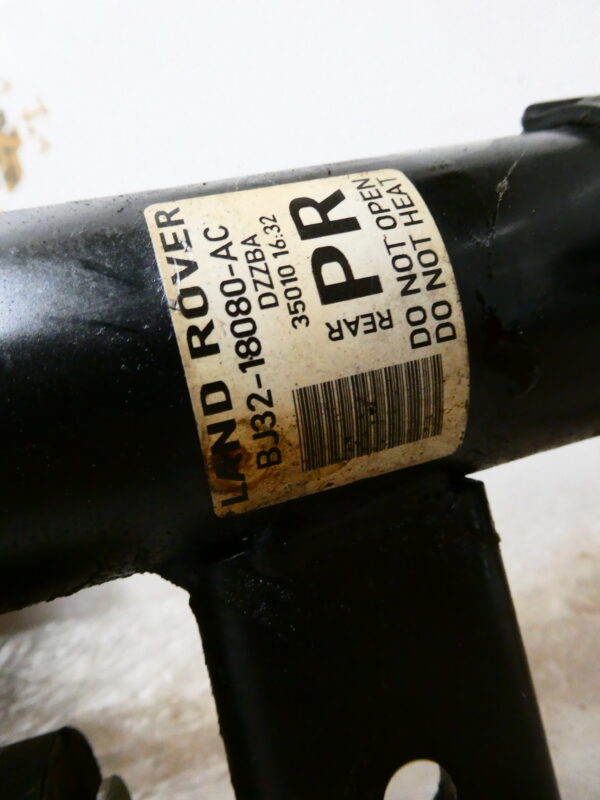 LAND ROVER
BJ32-18080-AC
DZZBA
35010 16:32
PR
REAR
DO NOT OPEN
DO NOT HEAT